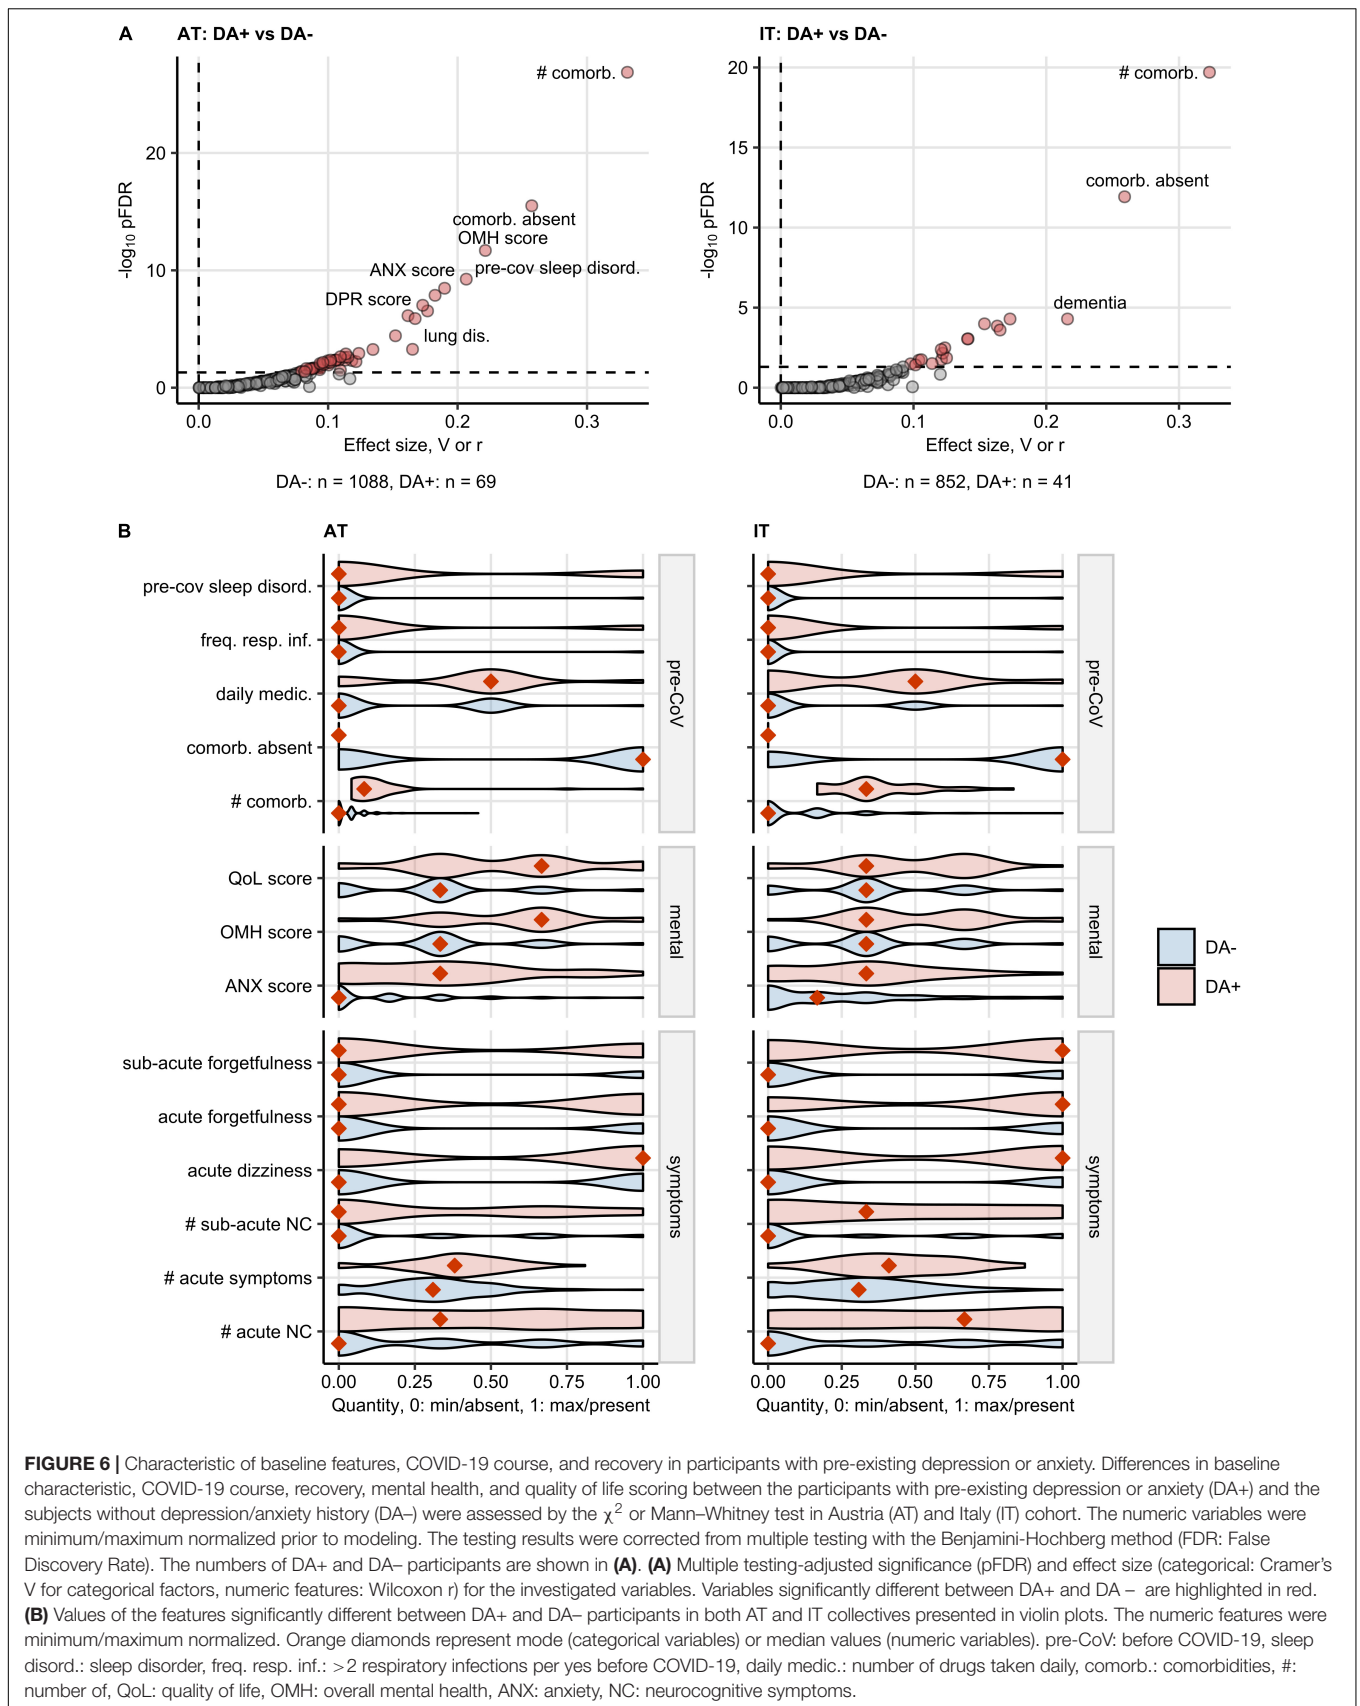 A
AT: DA+ vs DA-
IT: DA+ vs DA-
# comorb.
comorb. absent
OMH score
ANX score
pre-cov sleep disord.
DPR score
lung dis.
-log10 pFDR
20
10
0
0.0 0.1 0.2 0.3
Effect size, V or r
DA-: n = 1088, DA+: n = 69
# comorb.
comorb. absent
dementia
-log10 pFDR
20
15
10
5
0
0.0 0.1 0.2 0.3
Effect size, V or r
DA-: n = 852, DA+: n = 41
B
AT
IT
pre-cov sleep disord.
freq. resp. inf.
daily medic.
comorb. absent
# comorb.
pre-CoV
pre-CoV
QoL score
OMH score
ANX score
mental
mental
sub-acute forgetfulness
acute forgetfulness
acute dizziness
# sub-acute NC
# acute symptoms
# acute NC
symptoms
symptoms
DA-
DA+
0.00 0.25 0.50 0.75 1.00
Quantity, 0: min/absent, 1: max/present
0.00 0.25 0.50 0.75 1.00
Quantity, 0: min/absent, 1: max/present
FIGURE 6 | Characteristic of baseline features, COVID-19 course, and recovery in participants with pre-existing depression or anxiety. Differences in baseline
characteristic, COVID-19 course, recovery, mental health, and quality of life scoring between the participants with pre-existing depression or anxiety (DA+) and the
subjects without depression/anxiety history (DA–) were assessed by the χ2 or Mann–Whitney test in Austria (AT) and Italy (IT) cohort. The numeric variables were
minimum/maximum normalized prior to modeling. The testing results were corrected from multiple testing with the Benjamini-Hochberg method (FDR: False
Discovery Rate). The numbers of DA+ and DA– participants are shown in (A). (A) Multiple testing-adjusted significance (pFDR) and effect size (categorical: Cramer's
V for categorical factors, numeric features: Wilcoxon r) for the investigated variables. Variables significantly different between DA+ and DA – are highlighted in red.
(B) Values of the features significantly different between DA+ and DA– participants in both AT and IT collectives presented in violin plots. The numeric features were
minimum/maximum normalized. Orange diamonds represent mode (categorical variables) or median values (numeric variables). pre-CoV: before COVID-19, sleep
disord.: sleep disorder, freq. resp. inf.: >2 respiratory infections per yes before COVID-19, daily medic.: number of drugs taken daily, comorb.: comorbidities, #:
number of, QoL: quality of life, OMH: overall mental health, ANX: anxiety, NC: neurocognitive symptoms.